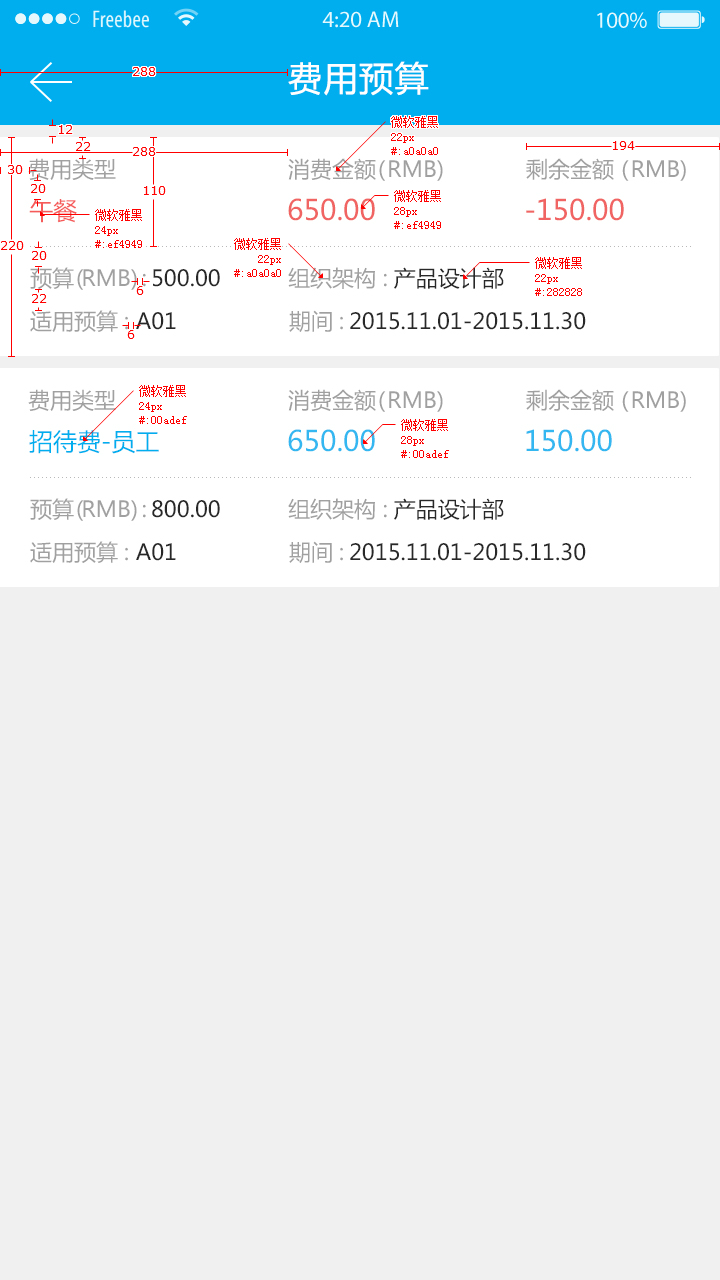 Freebee 4:20 AM 100%
288 费用预算
12
微软雅黑
22px
#:a0a0a0
22
288
194
30 费用类型 消费金额(RMB) 剩余金额 (RMB)
20
110
微软雅黑
28px
#:ef4949
午餐 650.00 -150.00
微软雅黑
24px
#:ef4949
220
20
微软雅黑
22px
#:a0a0a0
微软雅黑
22px
#:282828
预算(RMB) : 500.00 组织架构 : 产品设计部
6
22
适用预算 : A01 期间 : 2015.11.01-2015.11.30
6
费用类型 消费金额(RMB) 剩余金额 (RMB)
微软雅黑
24px
#:00adef
招待费-员工 650.00 150.00
微软雅黑
28px
#:00adef
预算(RMB) : 800.00 组织架构 : 产品设计部
适用预算 : A01 期间 : 2015.11.01-2015.11.30